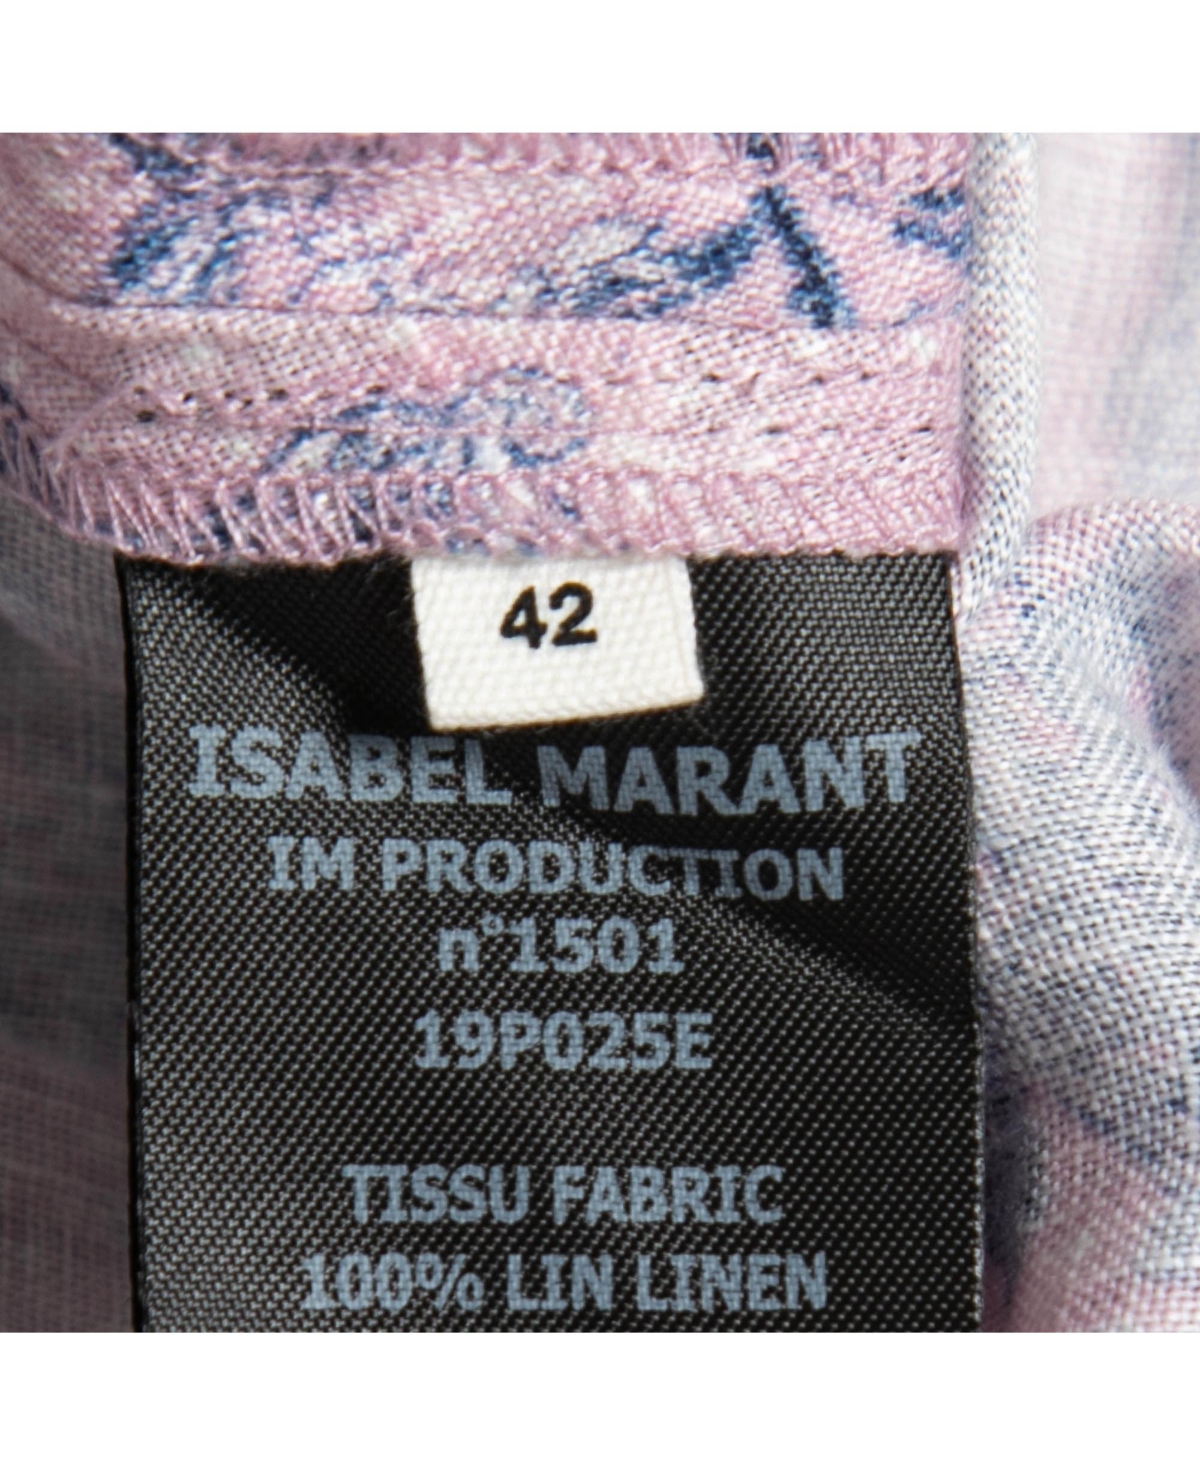 42
ISABEL MARANT
IM PRODUCTION
n°1501
19P025E
TISSU FABRIC
100% LIN LINEN